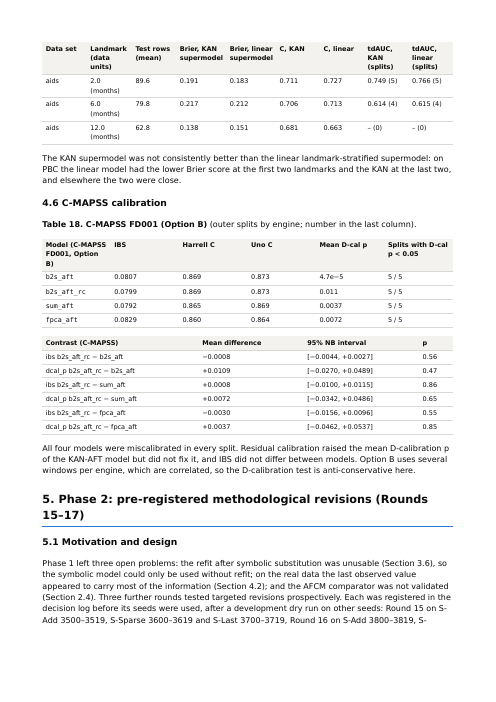 Data set | Landmark (data units) | Test rows (mean) | Brier, KAN supermodel | Brier, linear supermodel | C, KAN | C, linear | tdAUC, KAN (splits) | tdAUC, linear (splits)
aids | 2.0 (months) | 89.6 | 0.191 | 0.183 | 0.711 | 0.727 | 0.749 (5) | 0.766 (5)
aids | 6.0 (months) | 79.8 | 0.217 | 0.212 | 0.706 | 0.713 | 0.614 (4) | 0.615 (4)
aids | 12.0 (months) | 62.8 | 0.138 | 0.151 | 0.681 | 0.663 | – (0) | – (0)
The KAN supermodel was not consistently better than the linear landmark-stratified supermodel: on
PBC the linear model had the lower Brier score at the first two landmarks and the KAN at the last two,
and elsewhere the two were close.
4.6 C-MAPSS calibration
Table 18. C-MAPSS FD001 (Option B) (outer splits by engine; number in the last column).
Model (C-MAPSS FD001, Option B) | IBS | Harrell C | Uno C | Mean D-cal p | Splits with D-cal p < 0.05
b2s_aft | 0.0807 | 0.869 | 0.873 | 4.7e−5 | 5 / 5
b2s_aft_rc | 0.0799 | 0.869 | 0.873 | 0.011 | 5 / 5
sum_aft | 0.0792 | 0.865 | 0.869 | 0.0037 | 5 / 5
fpca_aft | 0.0829 | 0.860 | 0.864 | 0.0072 | 5 / 5
Contrast (C-MAPSS) | Mean difference | 95% NB interval | p
ibs b2s_aft_rc − b2s_aft | −0.0008 | [−0.0044, +0.0027] | 0.56
dcal_p b2s_aft_rc − b2s_aft | +0.0109 | [−0.0270, +0.0489] | 0.47
ibs b2s_aft_rc − sum_aft | +0.0008 | [−0.0100, +0.0115] | 0.86
dcal_p b2s_aft_rc − sum_aft | +0.0072 | [−0.0342, +0.0486] | 0.65
ibs b2s_aft_rc − fpca_aft | −0.0030 | [−0.0156, +0.0096] | 0.55
dcal_p b2s_aft_rc − fpca_aft | +0.0037 | [−0.0462, +0.0537] | 0.85
All four models were miscalibrated in every split. Residual calibration raised the mean D-calibration p
of the KAN-AFT model but did not fix it, and IBS did not differ between models. Option B uses several
windows per engine, which are correlated, so the D-calibration test is anti-conservative here.
5. Phase 2: pre-registered methodological revisions (Rounds
15–17)
5.1 Motivation and design
Phase 1 left three open problems: the refit after symbolic substitution was unusable (Section 3.6), so
the symbolic model could only be used without refit; on the real data the last observed value
appeared to carry most of the information (Section 4.2); and the AFCM comparator was not validated
(Section 2.4). Three further rounds tested targeted revisions prospectively. Each was registered in the
decision log before its seeds were used, after a development dry run on other seeds: Round 15 on S-
Add 3500–3519, S-Sparse 3600–3619 and S-Last 3700–3719, Round 16 on S-Add 3800–3819, S-